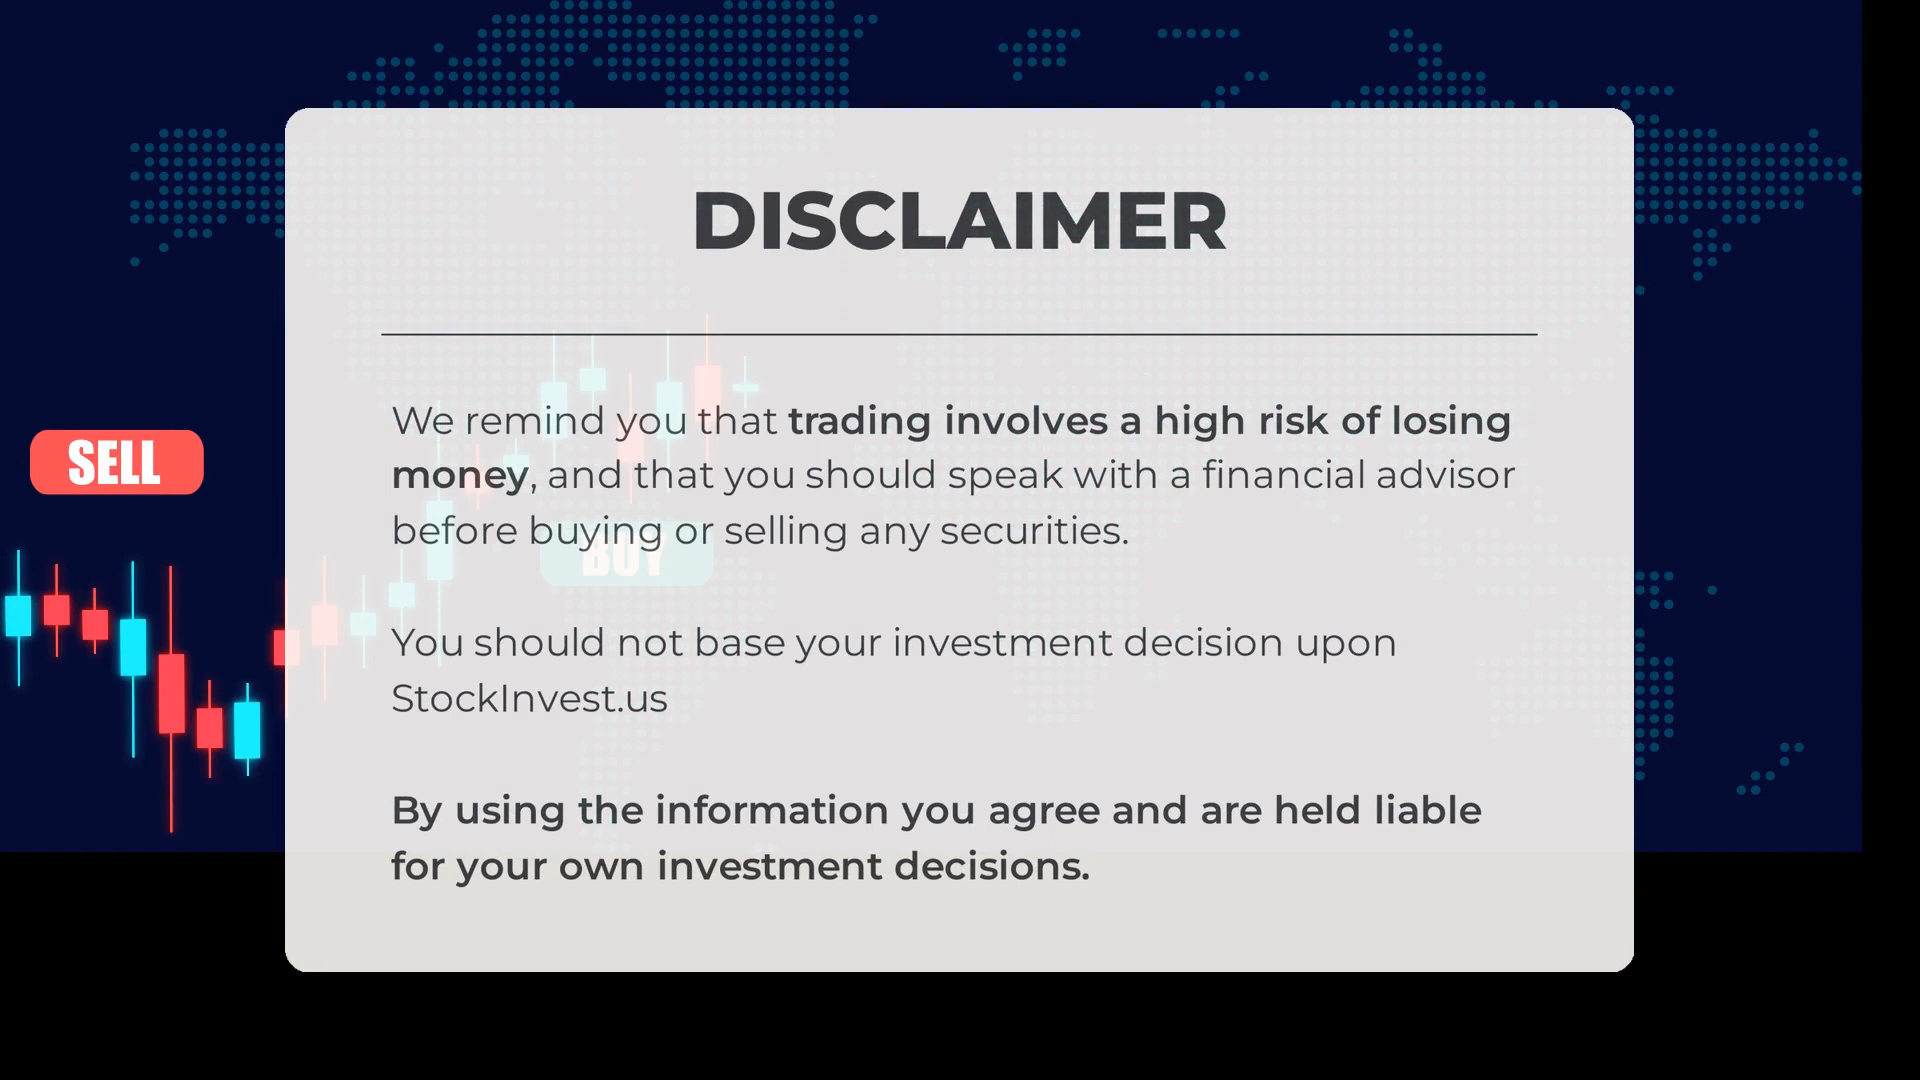 DISCLAIMER
SELL
We remind you that trading involves a high risk of losing
money, and that you should speak with a financial advisor
before buying or selling any securities.
BUY
You should not base your investment decision upon
StockInvest.us
By using the information you agree and are held liable
for your own investment decisions.